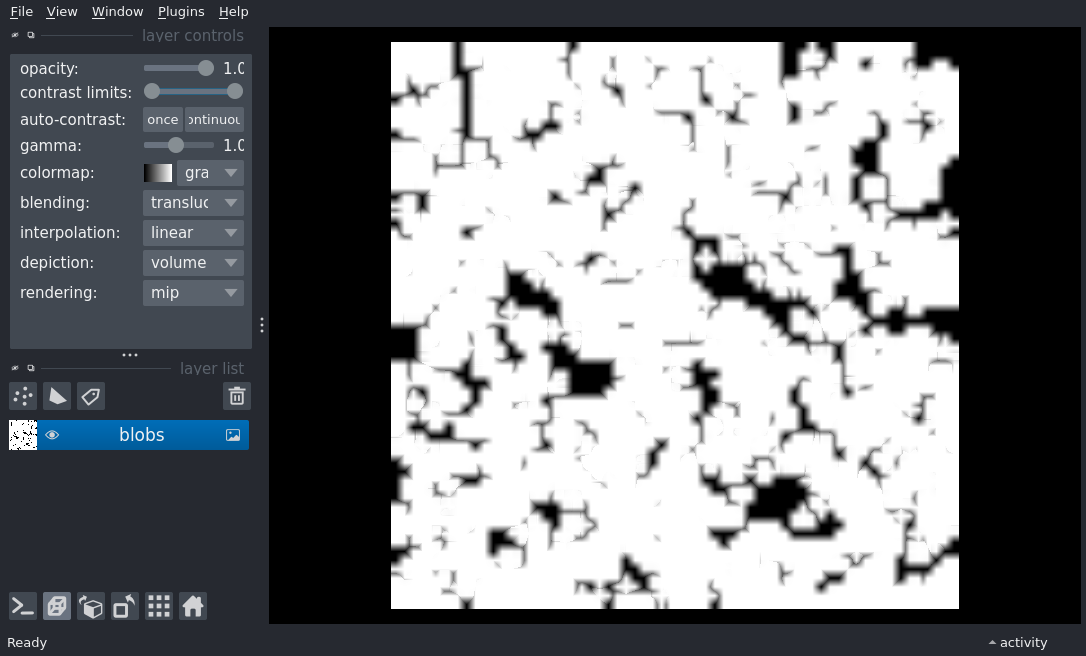 File View Window Plugins Help
layer controls
opacity: 1.0
contrast limits:
auto-contrast: once ontinuou
gamma: 1.0
colormap: gra
blending: transluc
interpolation: linear
depiction: volume
rendering: mip
layer list
blobs
Ready
activity